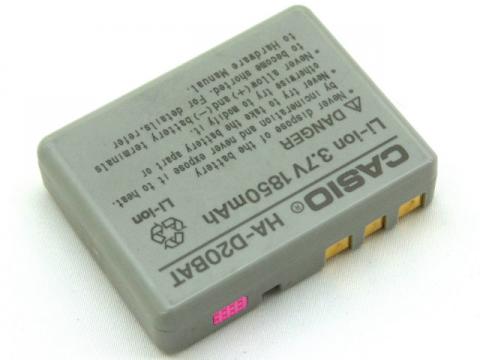 CASIO® HA-D20BAT
Li-Ion 3.7V 1850mAh
⚠DANGER
Never dispose of the battery
by incineration and never expose it to heat.
Never try to take the battery apart or
otherwise try to modify it.
Never allow (+) and (-) battery terminals
to become shorted. For details, refer
to Hardware Manual.
Li-Ion